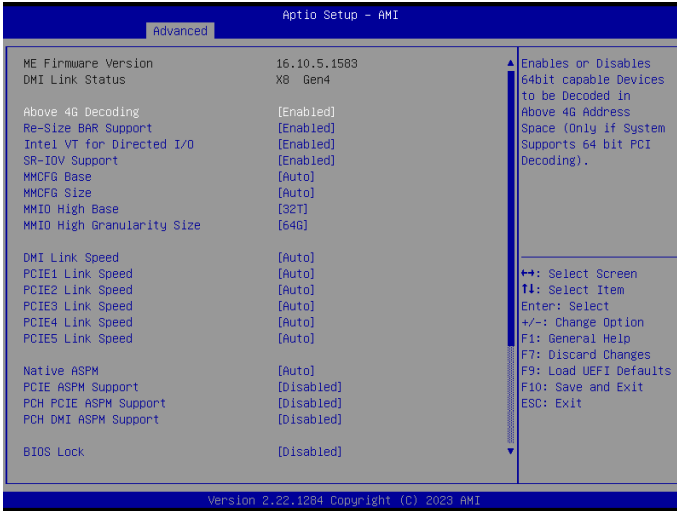 Aptio Setup - AMI
Advanced
ME Firmware Version 16.10.5.1583
DMI Link Status X8 Gen4
Above 4G Decoding [Enabled]
Re-Size BAR Support [Enabled]
Intel VT for Directed I/O [Enabled]
SR-IOV Support [Enabled]
MMCFG Base [Auto]
MMCFG Size [Auto]
MMIO High Base [32T]
MMIO High Granularity Size [64G]
DMI Link Speed [Auto]
PCIE1 Link Speed [Auto]
PCIE2 Link Speed [Auto]
PCIE3 Link Speed [Auto]
PCIE4 Link Speed [Auto]
PCIE5 Link Speed [Auto]
Native ASPM [Auto]
PCIE ASPM Support [Disabled]
PCH PCIE ASPM Support [Disabled]
PCH DMI ASPM Support [Disabled]
BIOS Lock [Disabled]
Enables or Disables
64bit capable Devices
to be Decoded in
Above 4G Address
Space (Only if System
Supports 64 bit PCI
Decoding).
↔: Select Screen
↑↓: Select Item
Enter: Select
+/-: Change Option
F1: General Help
F7: Discard Changes
F9: Load UEFI Defaults
F10: Save and Exit
ESC: Exit
Version 2.22.1284 Copyright (C) 2023 AMI